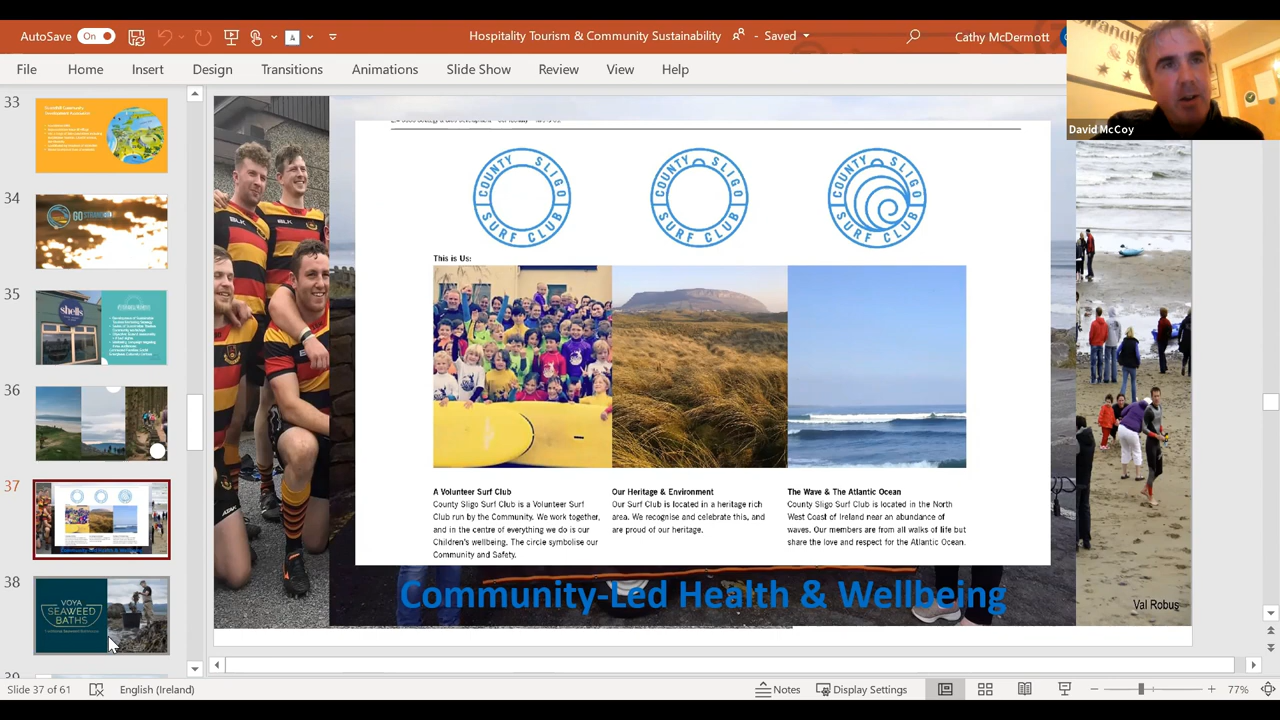 AutoSave On
A
Hospitality Tourism & Community Sustainability - Saved
Cathy McDermott
File Home Insert Design Transitions Animations Slide Show Review View Help
David McCoy
33
34
35
36
37
38
shells
VOYA
SEAWEED
BATHS
COUNTY SLIGO SURF CLUB
COUNTY SLIGO SURF CLUB
COUNTY SLIGO SURF CLUB
This is Us:
A Volunteer Surf Club
County Sligo Surf Club is a Volunteer Surf
Club run by the Community. We work together,
and in the centre of everything we do is our
Children's wellbeing. The circle symbolise our
Community and Safety.
Our Heritage & Environment
Our Surf Club is located in a heritage rich
area. We recognise and celebrate this, and
are proud of our heritage.
The Wave & The Atlantic Ocean
County Sligo Surf Club is located in the North
West Coast of Ireland near an abundance of
waves. Our members are from all walks of life but
share the love and respect for the Atlantic Ocean.
Community-Led Health & Wellbeing
Val Robus
Slide 37 of 61
English (Ireland)
Notes
Display Settings
77%